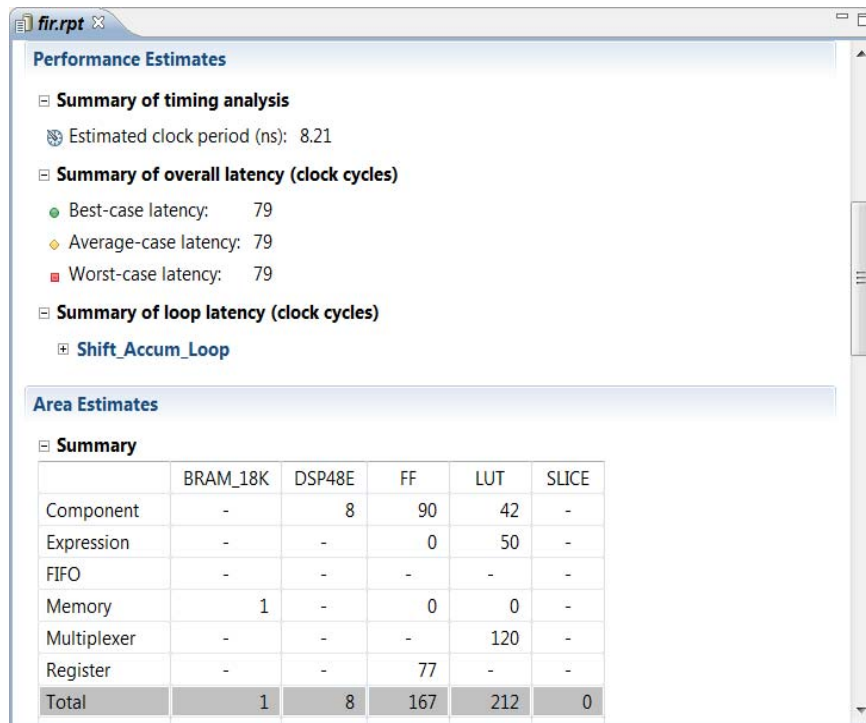 fir.rpt
Performance Estimates
Summary of timing analysis
Estimated clock period (ns): 8.21
Summary of overall latency (clock cycles)
Best-case latency: 79
Average-case latency: 79
Worst-case latency: 79
Summary of loop latency (clock cycles)
Shift_Accum_Loop
Area Estimates
Summary
BRAM_18K DSP48E FF LUT SLICE
Component - 8 90 42 -
Expression - - 0 50 -
FIFO - - - - -
Memory 1 - 0 0 -
Multiplexer - - - 120 -
Register - - 77 - -
Total 1 8 167 212 0